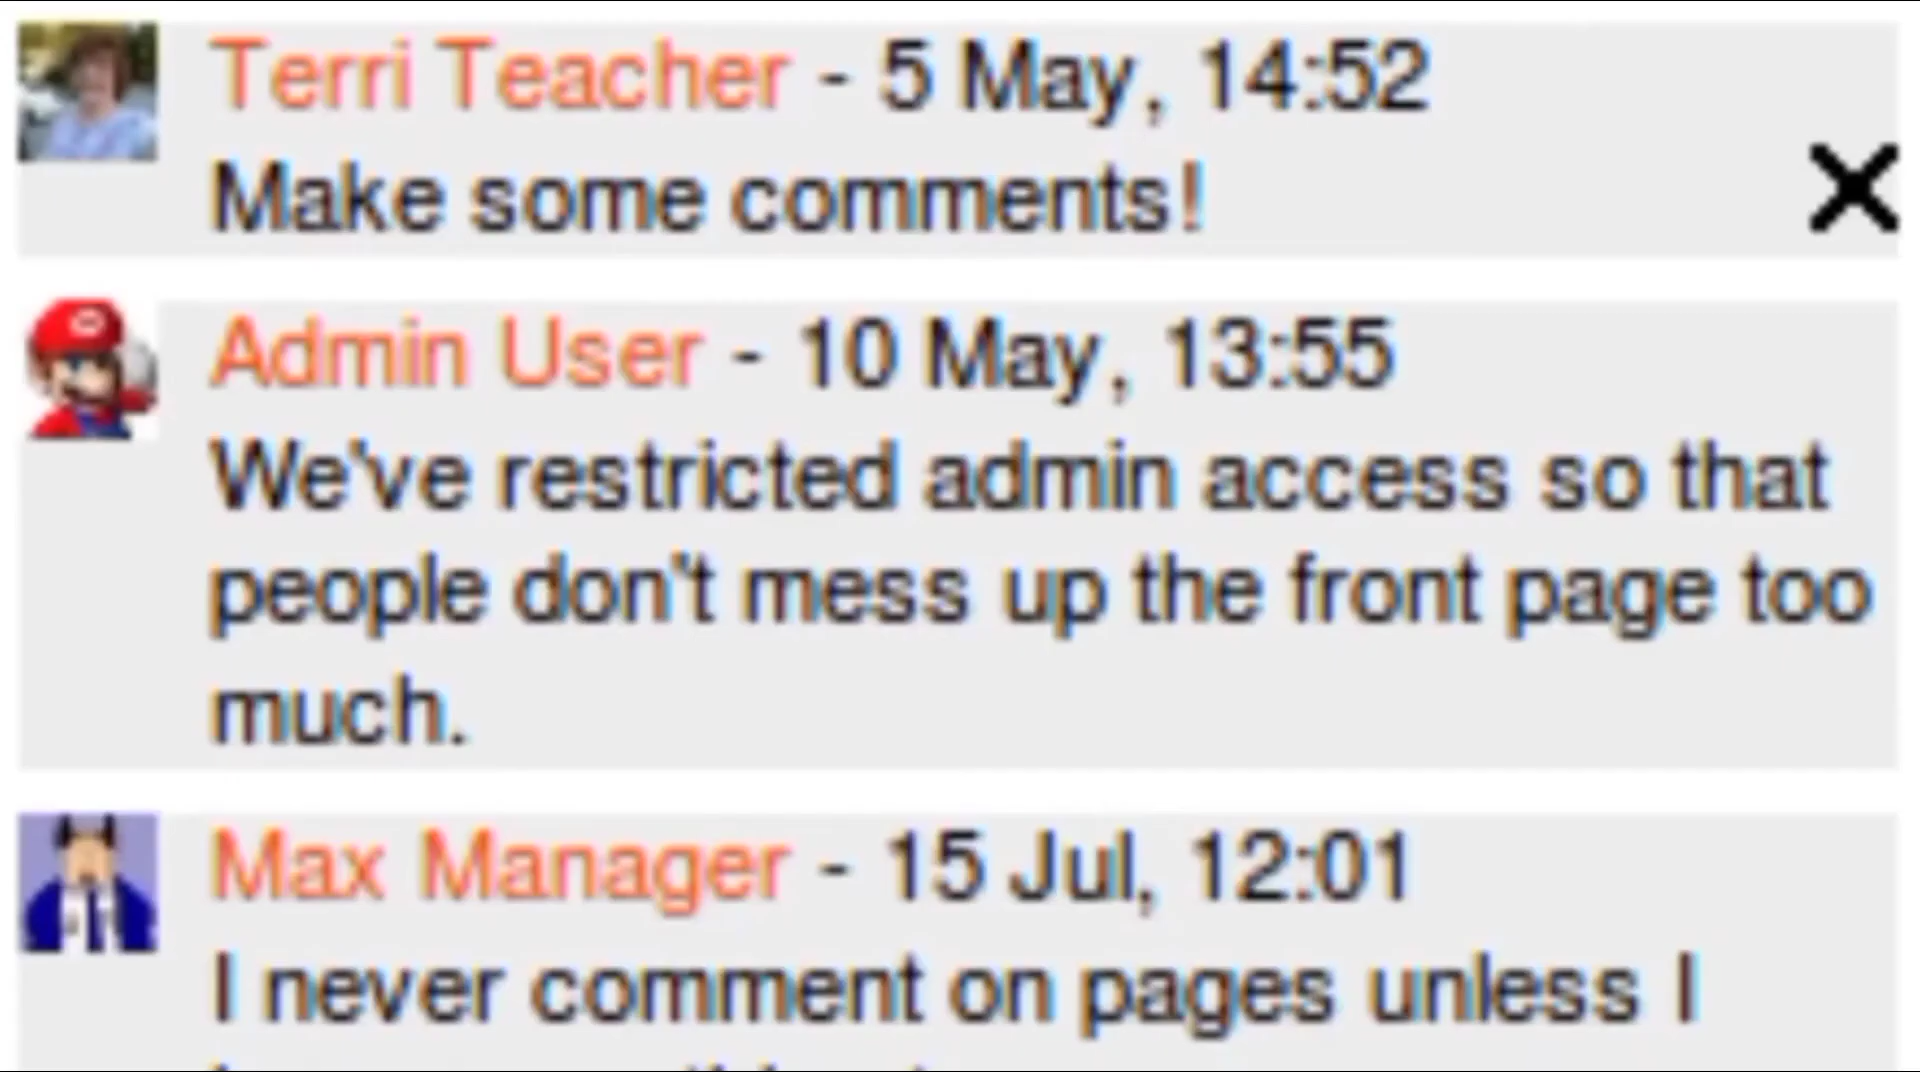 Terri Teacher - 5 May, 14:52
Make some comments!
Admin User - 10 May, 13:55
We've restricted admin access so that
people don't mess up the front page too
much.
Max Manager - 15 Jul, 12:01
I never comment on pages unless I